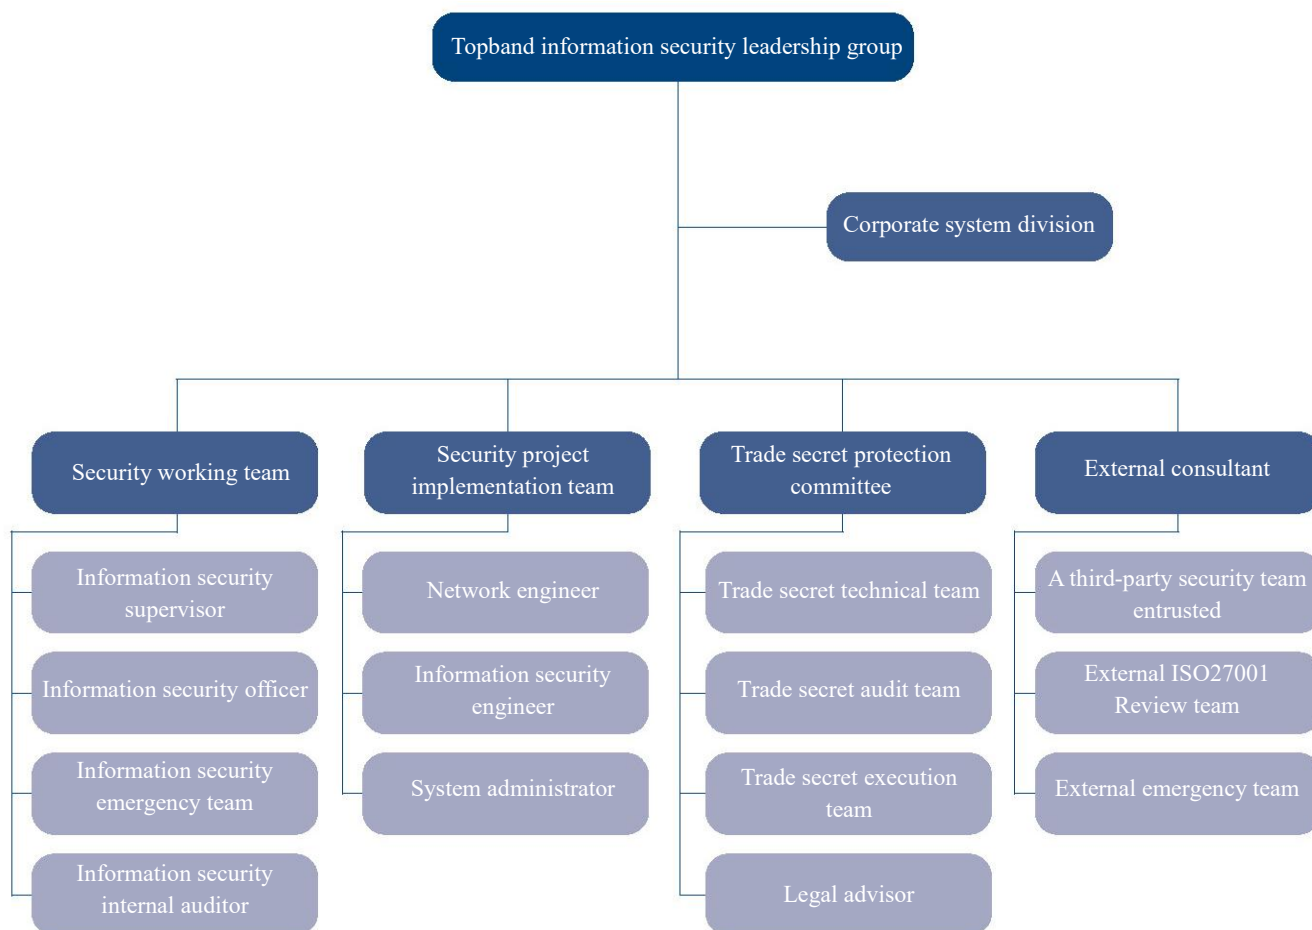 Topband information security leadership group
Corporate system division
Security working team
Security project
implementation team
Trade secret protection
committee
External consultant
Information security
supervisor
Information security officer
Information security
emergency team
Information security
internal auditor
Network engineer
Information security
engineer
System administrator
Trade secret technical team
Trade secret audit team
Trade secret execution
team
Legal advisor
A third-party security team
entrusted
External ISO27001
Review team
External emergency team